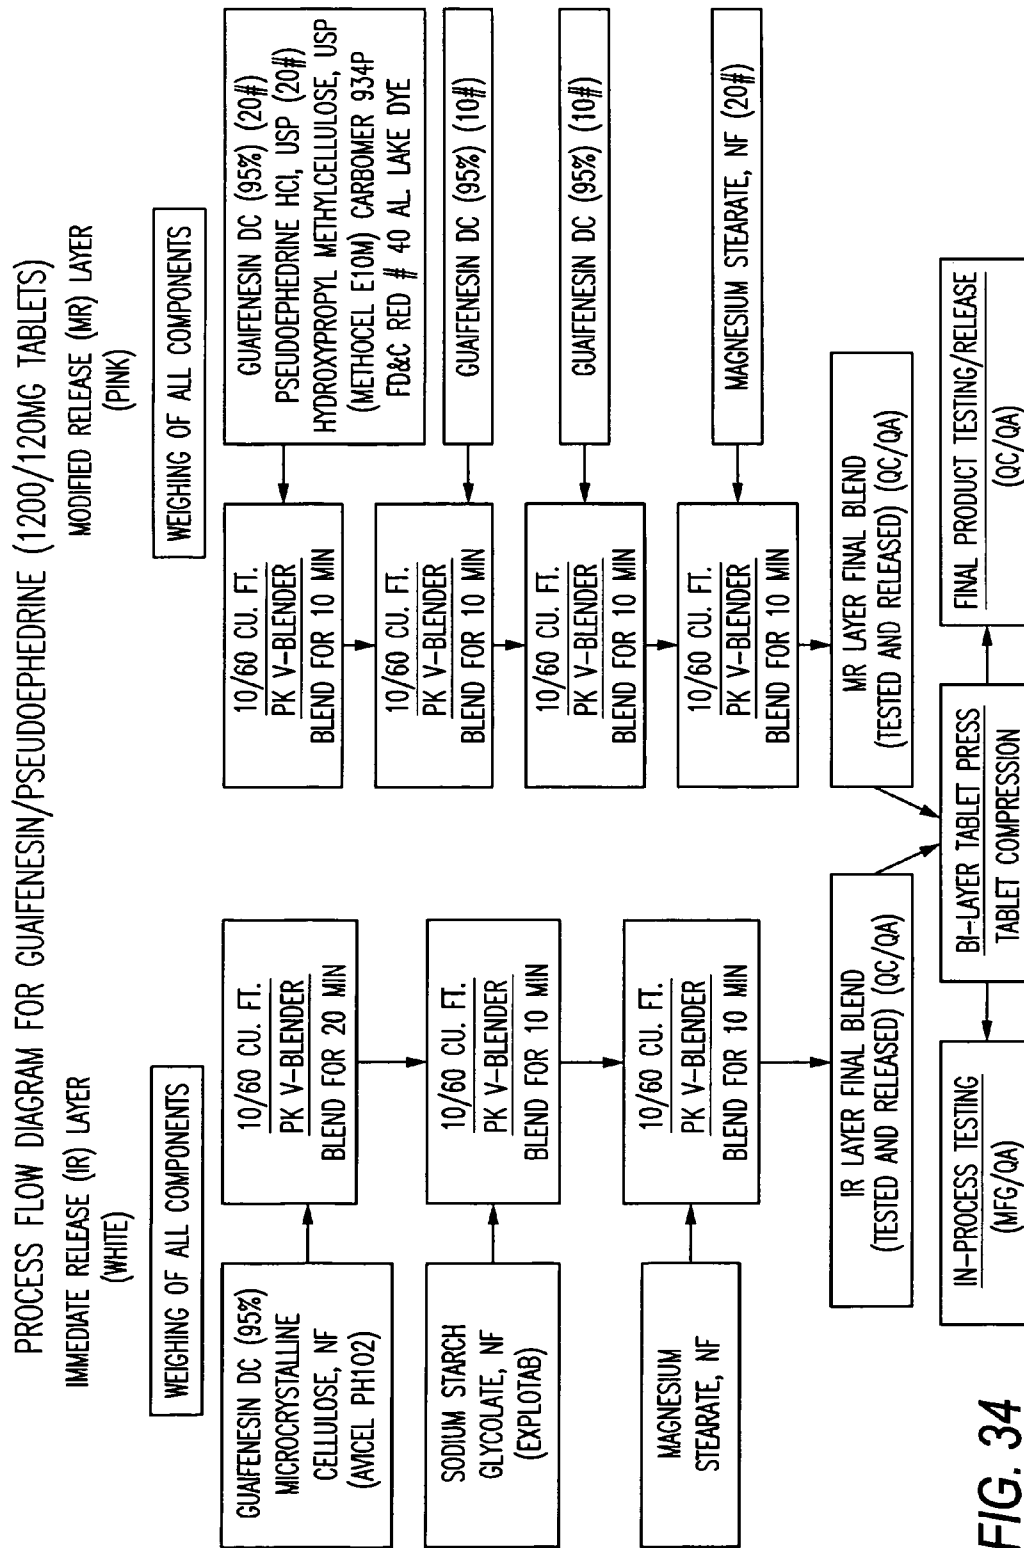 PROCESS FLOW DIAGRAM FOR GUAIFENESIN/PSEUDOEPHEDRINE (1200/120MG TABLETS)
IMMEDIATE RELEASE (IR) LAYER
(WHITE)
WEIGHING OF ALL COMPONENTS
GUAIFENESIN DC (95%)
MICROCRYSTALLINE
CELLULOSE, NF
(AVICEL PH102)
10/60 CU. FT.
PK V-BLENDER
BLEND FOR 20 MIN
SODIUM STARCH
GLYCOLATE, NF
(EXPLOTAB)
10/60 CU. FT.
PK V-BLENDER
BLEND FOR 10 MIN
MAGNESIUM
STEARATE, NF
10/60 CU. FT.
PK V-BLENDER
BLEND FOR 10 MIN
IR LAYER FINAL BLEND
(TESTED AND RELEASED) (QC/QA)
MODIFIED RELEASE (MR) LAYER
(PINK)
WEIGHING OF ALL COMPONENTS
10/60 CU. FT.
PK V-BLENDER
BLEND FOR 10 MIN
GUAIFENESIN DC (95%) (20#)
PSEUDOEPHEDRINE HCl, USP (20#)
HYDROXYPROPYL METHYLCELLULOSE, USP
(METHOCEL E10M) CARBOMER 934P
FD&C RED # 40 AL. LAKE DYE
10/60 CU. FT.
PK V-BLENDER
BLEND FOR 10 MIN
GUAIFENESIN DC (95%) (10#)
10/60 CU. FT.
PK V-BLENDER
BLEND FOR 10 MIN
GUAIFENESIN DC (95%) (10#)
10/60 CU. FT.
PK V-BLENDER
BLEND FOR 10 MIN
MAGNESIUM STEARATE, NF (20#)
MR LAYER FINAL BLEND
(TESTED AND RELEASED) (QC/QA)
IN-PROCESS TESTING
(MFG/QA)
BI-LAYER TABLET PRESS
TABLET COMPRESSION
FINAL PRODUCT TESTING/RELEASE
(QC/QA)
FIG. 34